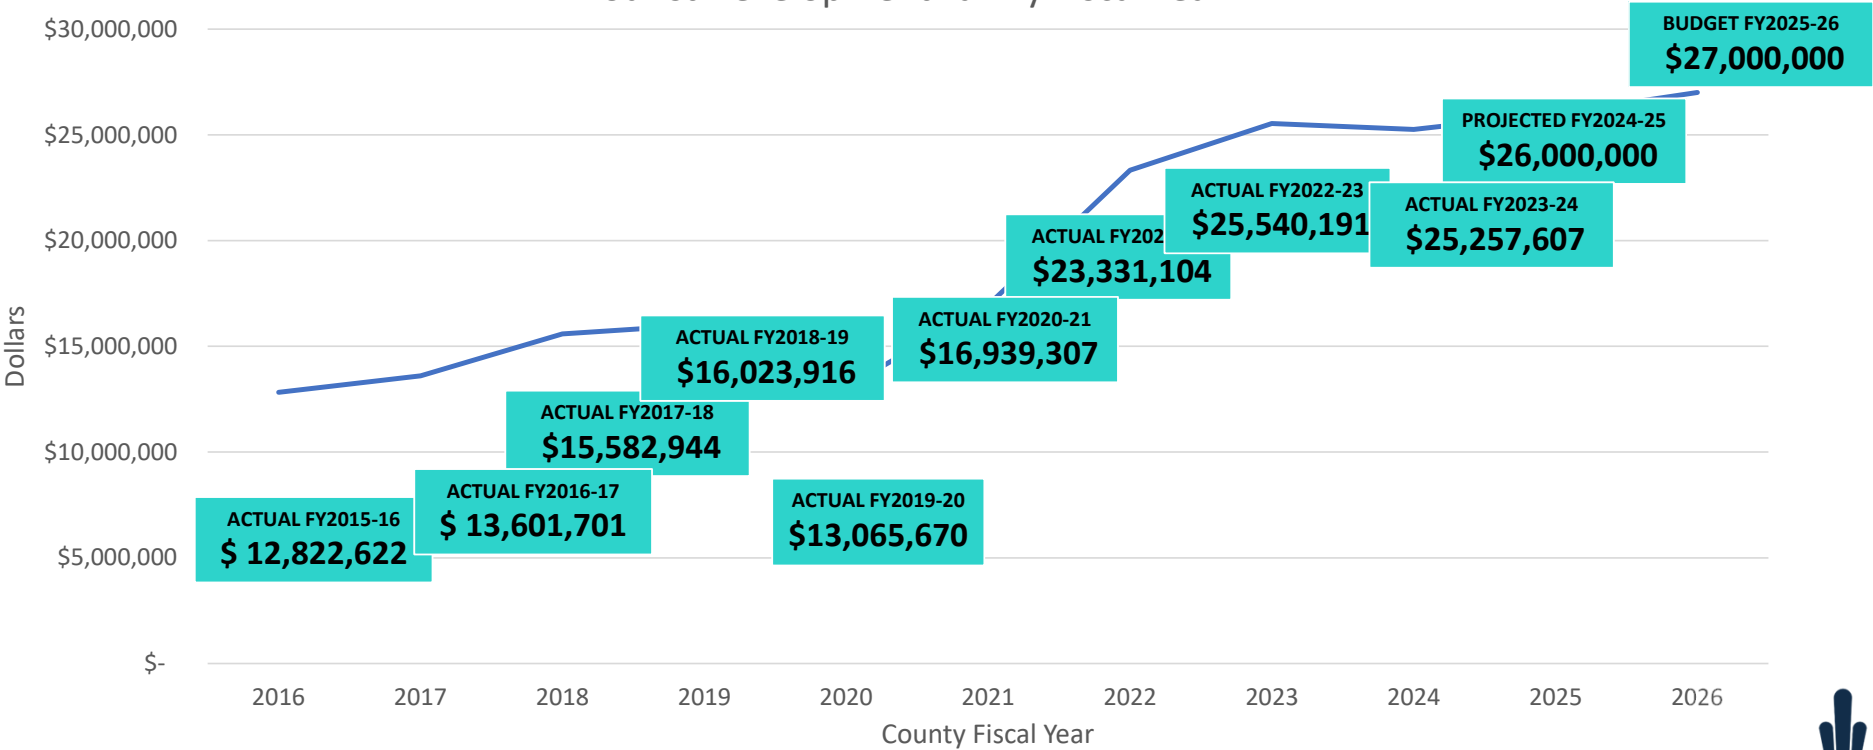 $30,000,000
$25,000,000
$20,000,000
$15,000,000
$10,000,000
$5,000,000
$-
Dollars
BUDGET FY2025-26
$27,000,000
PROJECTED FY2024-25
$26,000,000
ACTUAL FY2023-24
$25,257,607
ACTUAL FY2022-23
$25,540,191
ACTUAL FY202
$23,331,104
ACTUAL FY2020-21
$16,939,307
ACTUAL FY2018-19
$16,023,916
ACTUAL FY2017-18
$15,582,944
ACTUAL FY2016-17
$ 13,601,701
ACTUAL FY2015-16
$ 12,822,622
ACTUAL FY2019-20
$13,065,670
2016 2017 2018 2019 2020 2021 2022 2023 2024 2025 2026
County Fiscal Year